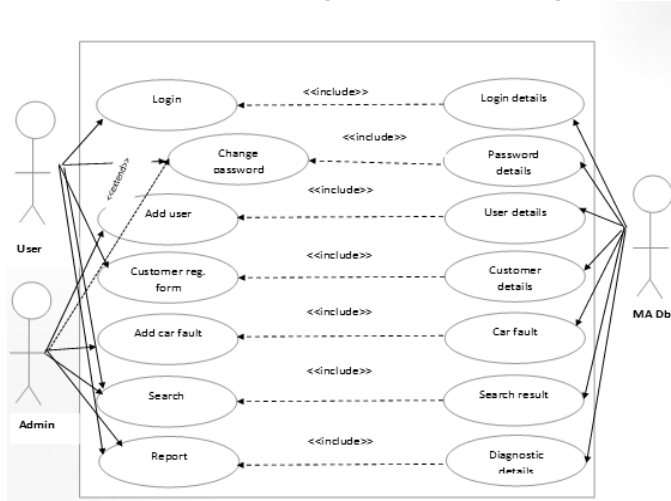 Login
<<include>>
Login details
Change
password
<<include>>
Password
details
<<extend>>
Add user
<<include>>
User details
User
Customer reg.
form
<<include>>
Customer
details
MA Db
Add car fault
<<include>>
Car fault
Admin
Search
<<include>>
Search result
Report
<<include>>
Diagnostic
details